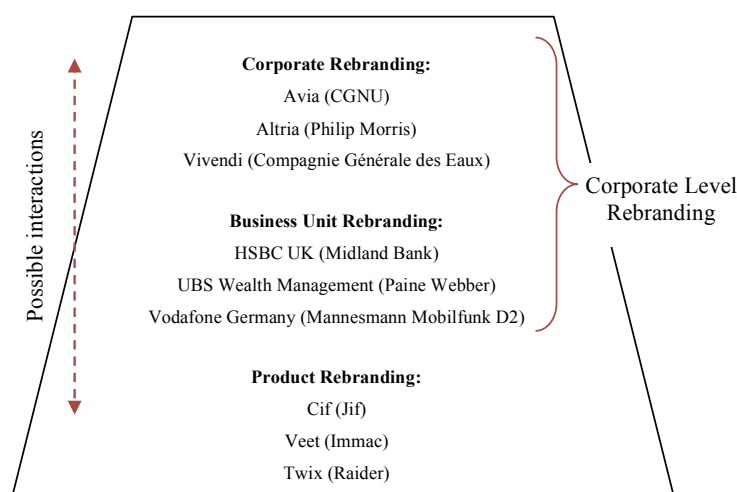 Possible interactions
Corporate Rebranding:
Avia (CGNU)
Altria (Philip Morris)
Vivendi (Compagnie Générale des Eaux)
Business Unit Rebranding:
HSBC UK (Midland Bank)
UBS Wealth Management (Paine Webber)
Vodafone Germany (Mannesmann Mobilfunk D2)
Product Rebranding:
Cif (Jif)
Veet (Immac)
Twix (Raider)
Corporate Level
Rebranding